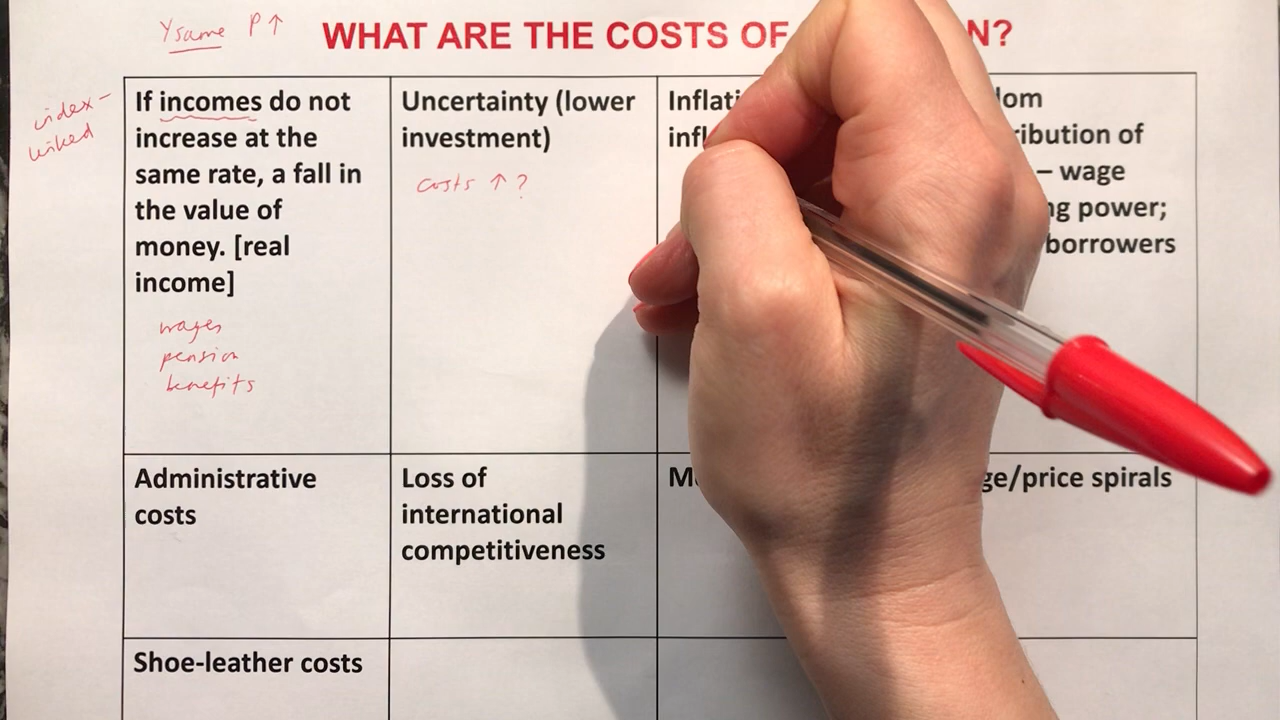 Y same P ↑
WHAT ARE THE COSTS OF N?
index-
linked
If incomes do not
increase at the
same rate, a fall in
the value of
money. [real
income]
wages
pension
benefits
Uncertainty (lower
investment)
costs ↑ ?
Inflati
infl
dom
ribution of
– wage
ng power;
borrowers
Administrative
costs
Loss of
international
competitiveness
M
ge/price spirals
Shoe-leather costs